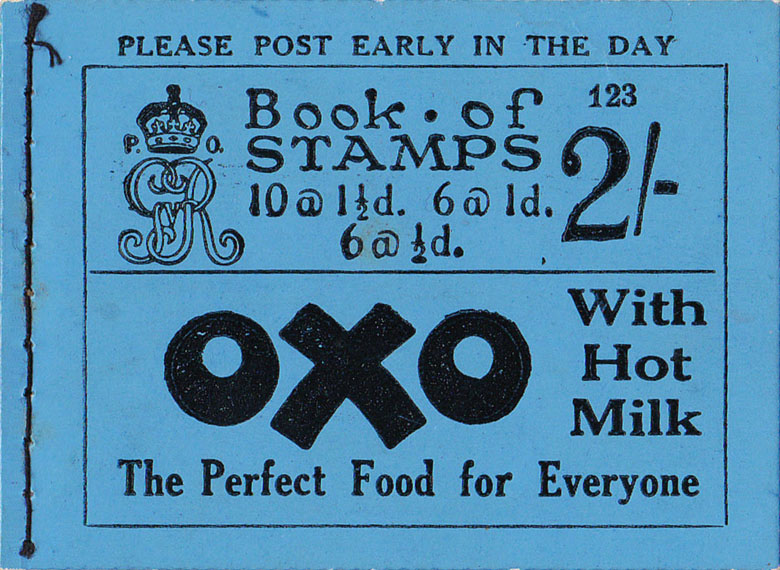 PLEASE POST EARLY IN THE DAY
P. O.
GR
Book • of
STAMPS
10 @ 1½d. 6 @ 1d.
6 @ ½d.
123
2/-
OXO
With
Hot
Milk
The Perfect Food for Everyone